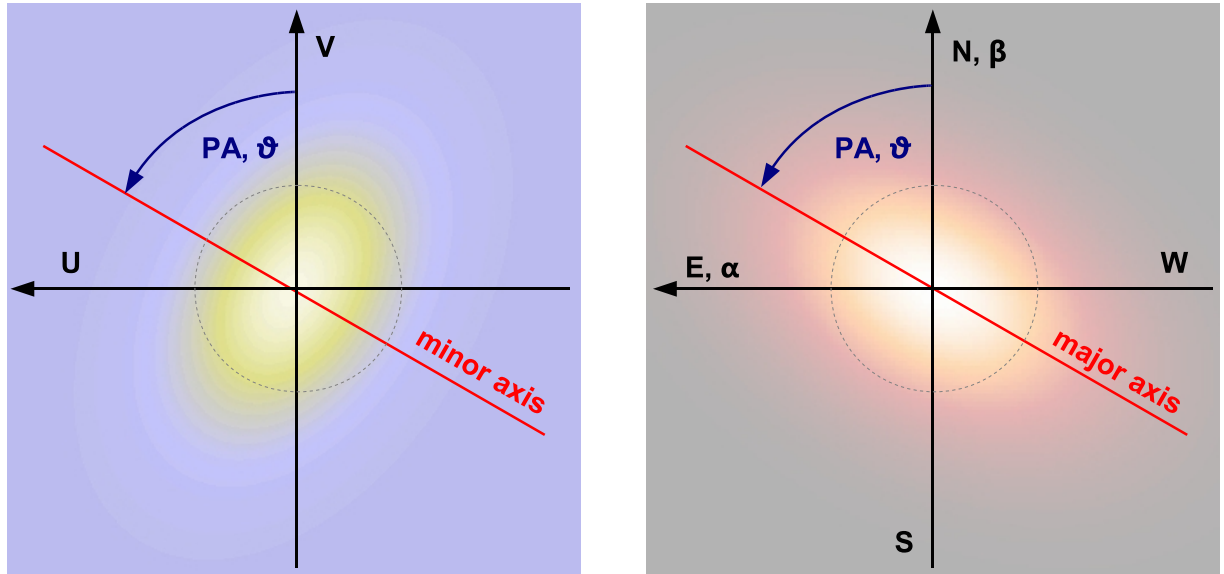 V
PA, ϑ
U
minor axis
N, β
PA, ϑ
E, α
W
major axis
S